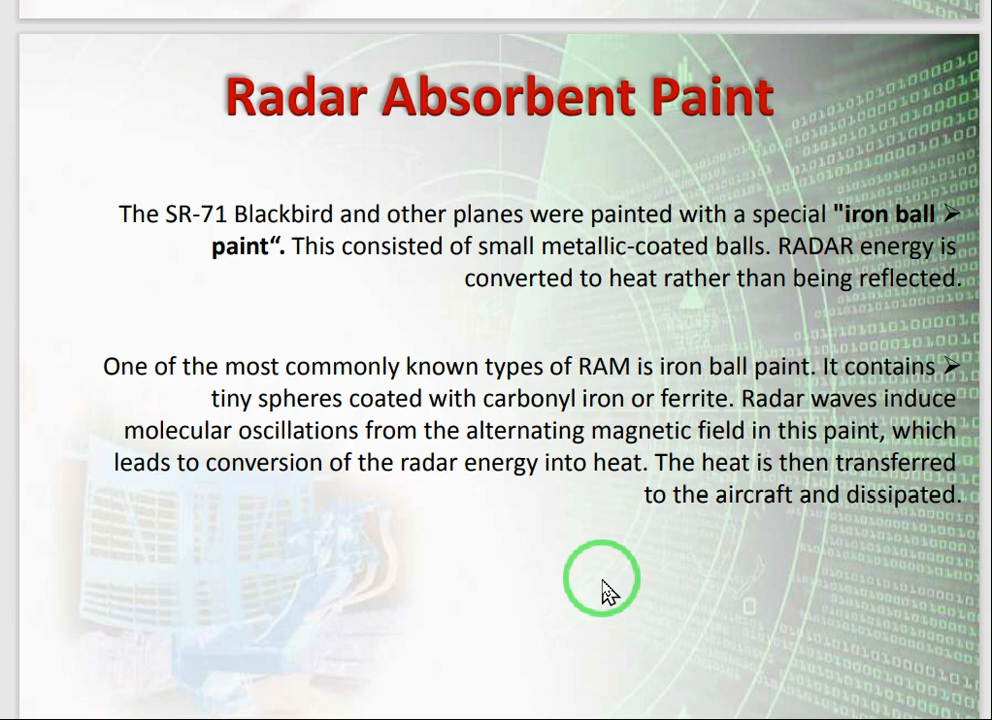 Radar Absorbent Paint
The SR-71 Blackbird and other planes were painted with a special "iron ball ➢
paint“. This consisted of small metallic-coated balls. RADAR energy is
converted to heat rather than being reflected.
One of the most commonly known types of RAM is iron ball paint. It contains ➢
tiny spheres coated with carbonyl iron or ferrite. Radar waves induce
molecular oscillations from the alternating magnetic field in this paint, which
leads to conversion of the radar energy into heat. The heat is then transferred
to the aircraft and dissipated.